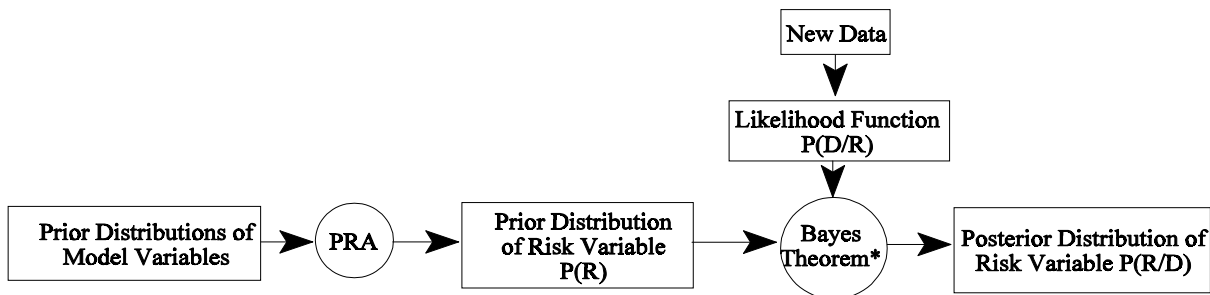 New Data
Likelihood Function
P(D/R)
Prior Distributions of
Model Variables
PRA
Prior Distribution
of Risk Variable
P(R)
Bayes
Theorem*
Posterior Distribution of
Risk Variable P(R/D)